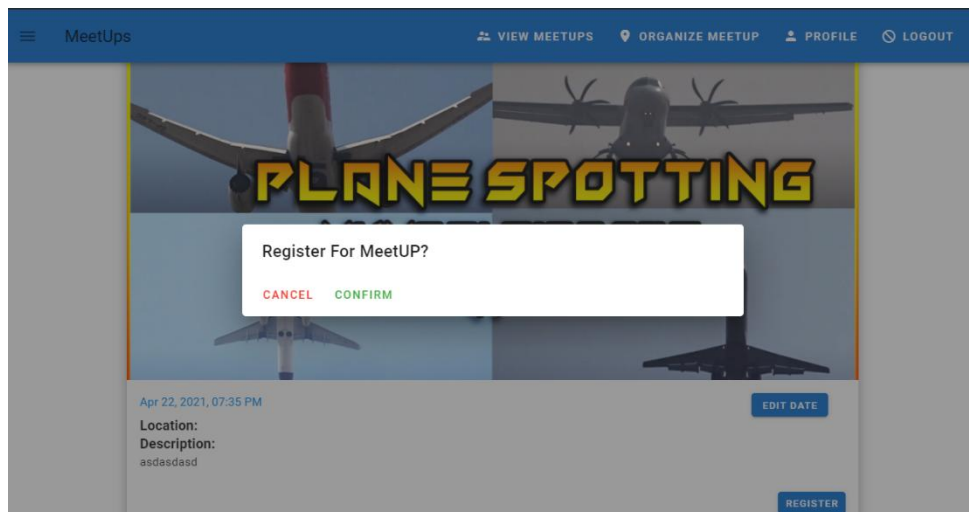 MeetUps
VIEW MEETUPS
ORGANIZE MEETUP
PROFILE
LOGOUT
PLANE SPOTTING
Register For MeetUP?
CANCEL CONFIRM
Apr 22, 2021, 07:35 PM
EDIT DATE
Location:
Description:
asdasdasd
REGISTER